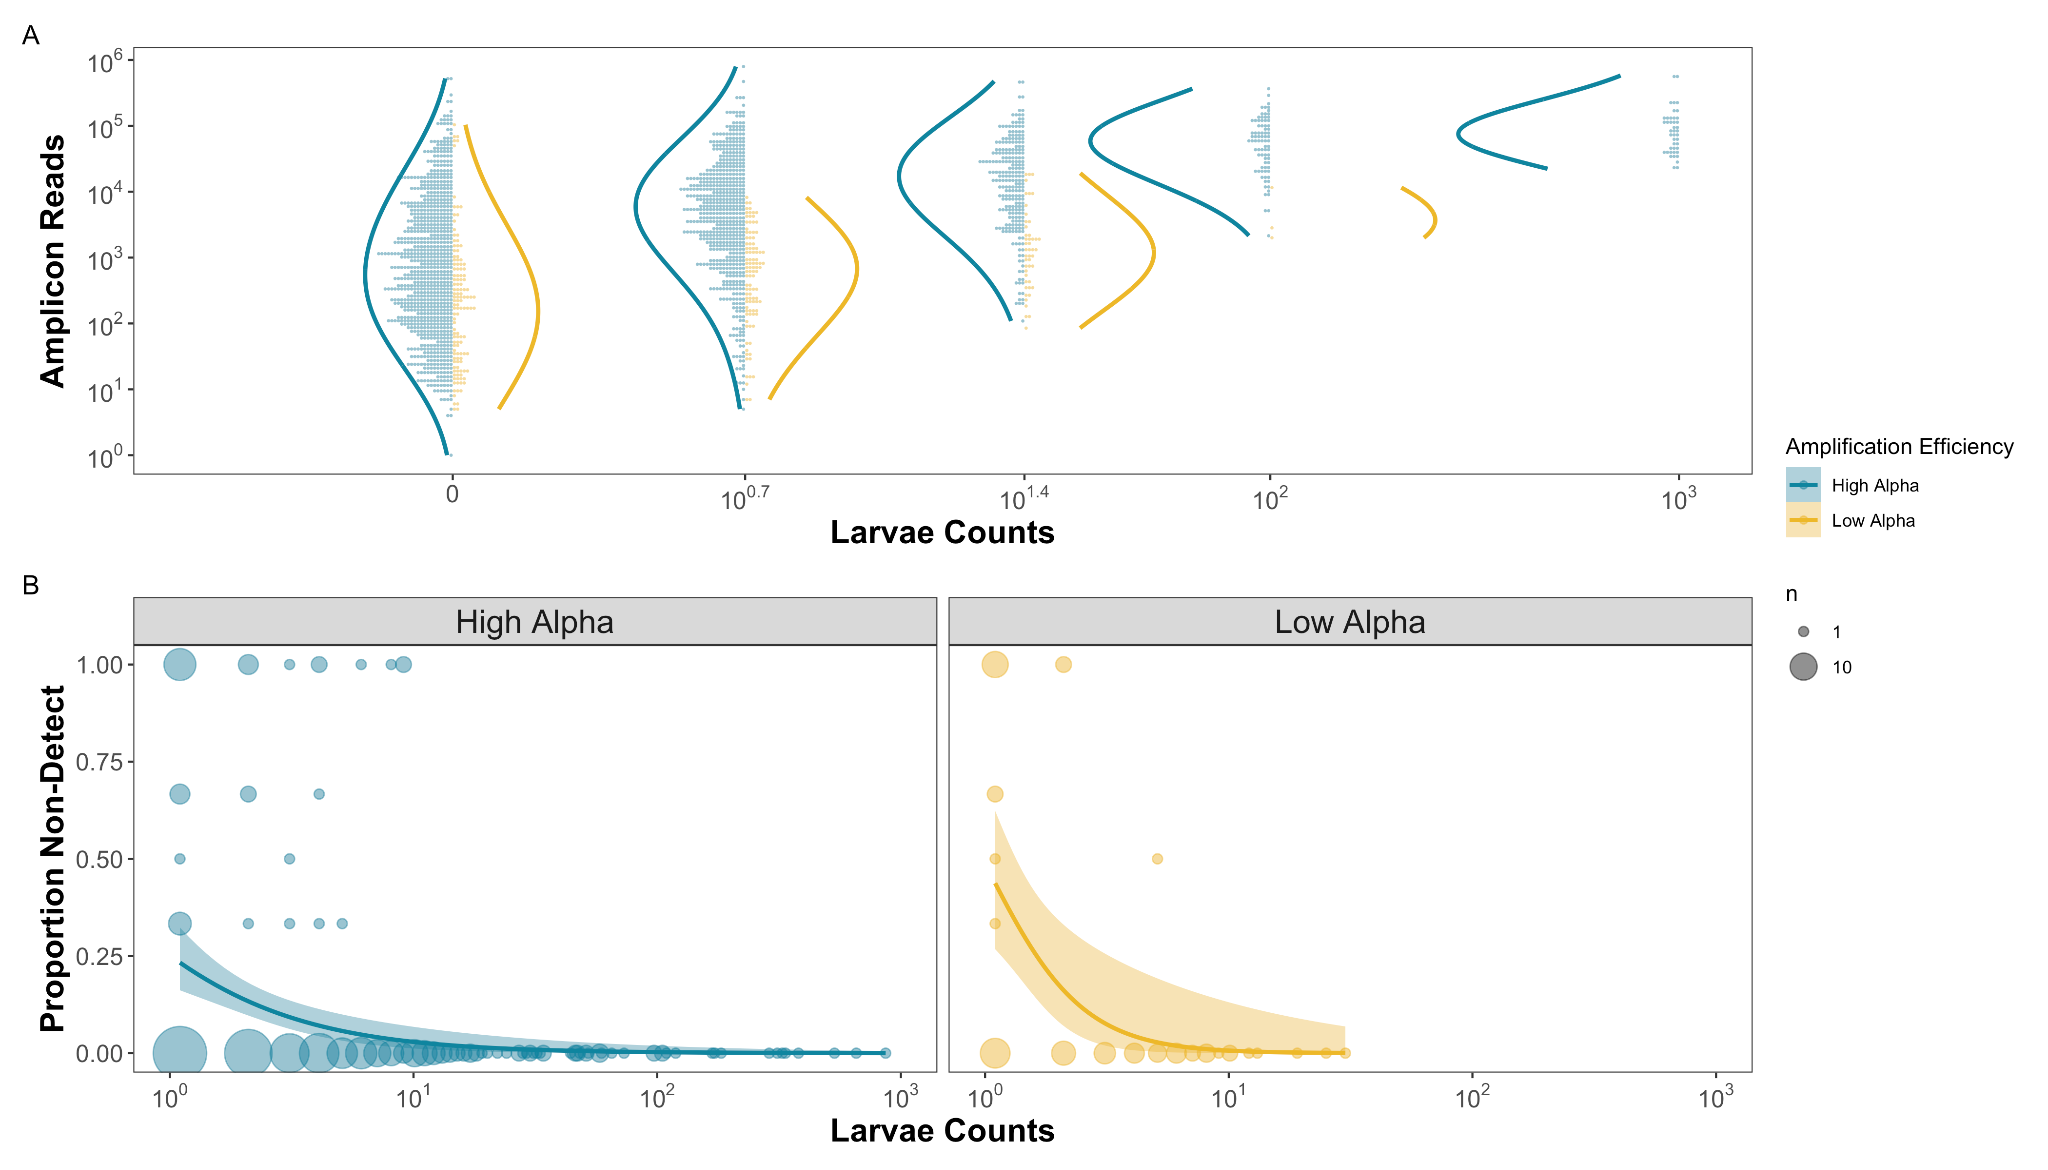 A
10^6
10^5
10^4
10^3
10^2
10^1
10^0
Amplicon Reads
0
10^0.7
10^1.4
10^2
10^3
Larvae Counts
Amplification Efficiency
High Alpha
Low Alpha
B
High Alpha
Low Alpha
1.00
0.75
0.50
0.25
0.00
Proportion Non-Detect
10^0
10^1
10^2
10^3
10^0
10^1
10^2
10^3
Larvae Counts
n
1
10